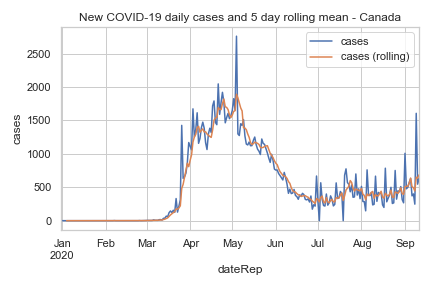 New COVID-19 daily cases and 5 day rolling mean - Canada
cases
cases (rolling)
cases
2500
2000
1500
1000
500
0
Jan Feb Mar Apr May Jun Jul Aug Sep
2020
dateRep